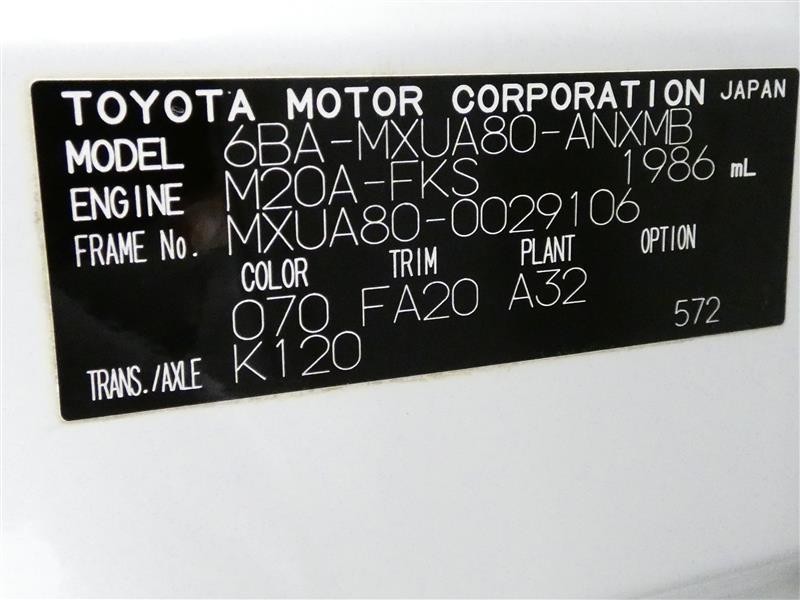 TOYOTA MOTOR CORPORATION JAPAN
MODEL 6BA-MXUA80-ANXMB
ENGINE M20A-FKS 1986 mL
FRAME No. MXUA80-0029106
COLOR TRIM PLANT OPTION
070 FA20 A32
572
TRANS./AXLE K120